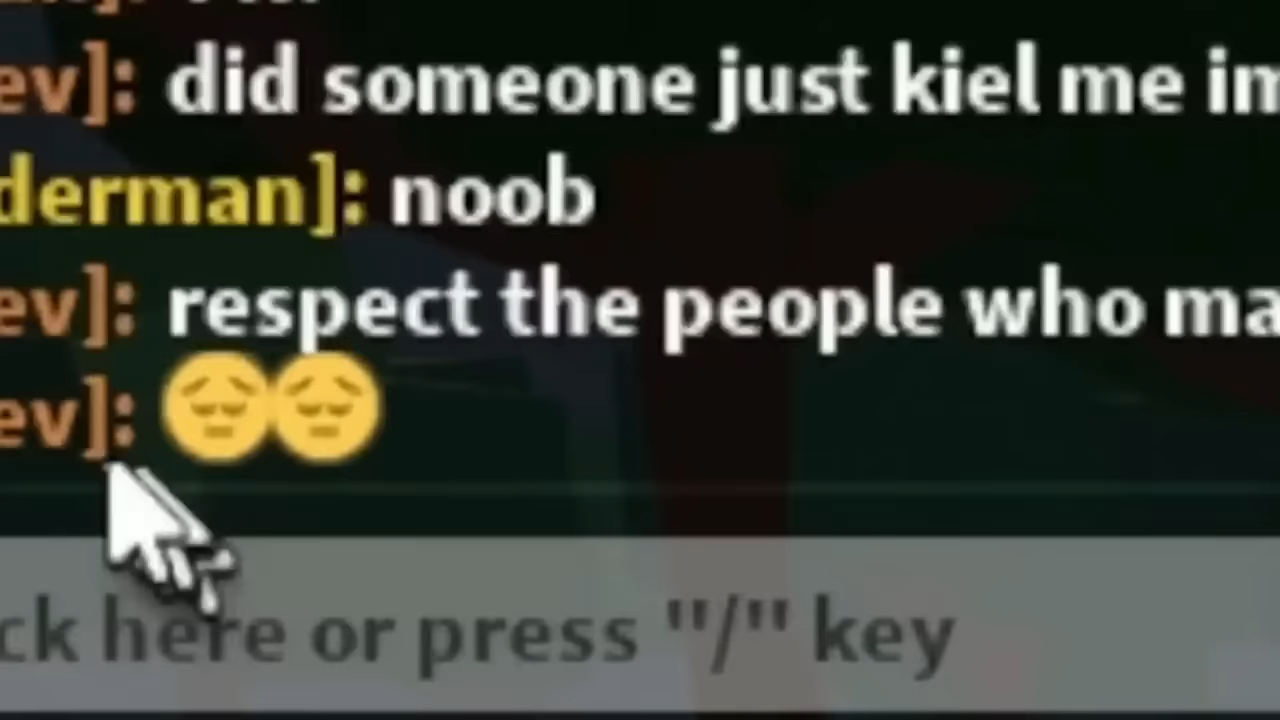 ev]: did someone just kiel me im
derman]: noob
ev]: respect the people who ma
ev]: 😔😔
ck here or press "/" key